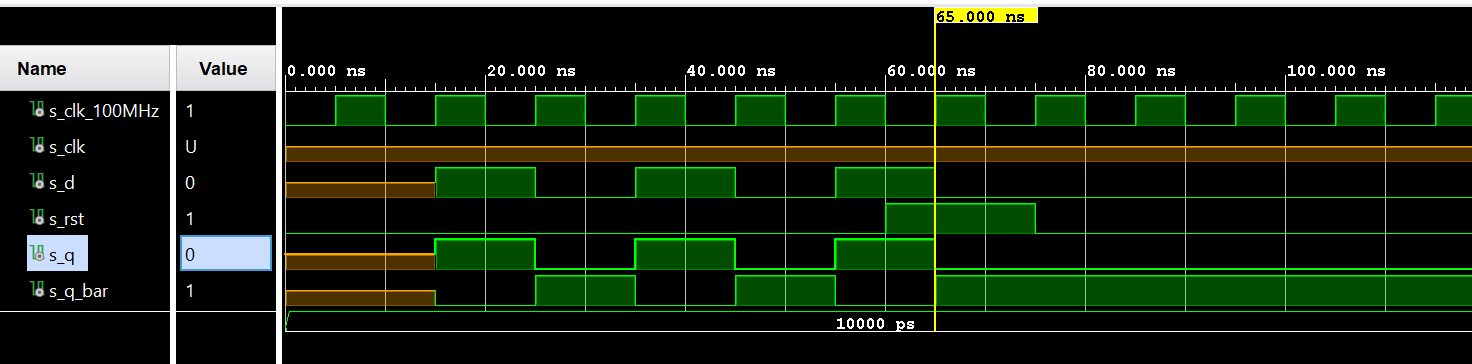 65.000 ns
Name Value
0.000 ns 20.000 ns 40.000 ns 60.000 ns 80.000 ns 100.000 ns
s_clk_100MHz 1
s_clk U
s_d 0
s_rst 1
s_q 0
s_q_bar 1
10000 ps